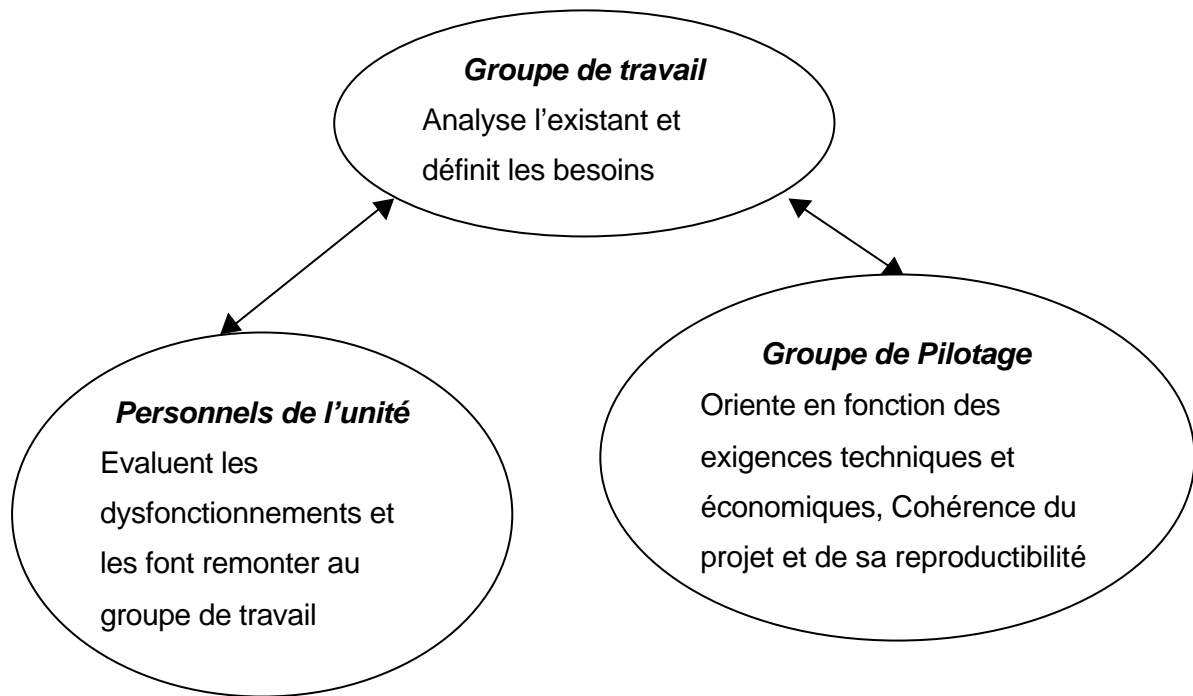 Groupe de travail
Analyse l’existant et
définit les besoins
Personnels de l’unité
Evaluent les
dysfonctionnements et
les font remonter au
groupe de travail
Groupe de Pilotage
Oriente en fonction des
exigences techniques et
économiques, Cohérence du
projet et de sa reproductibilité